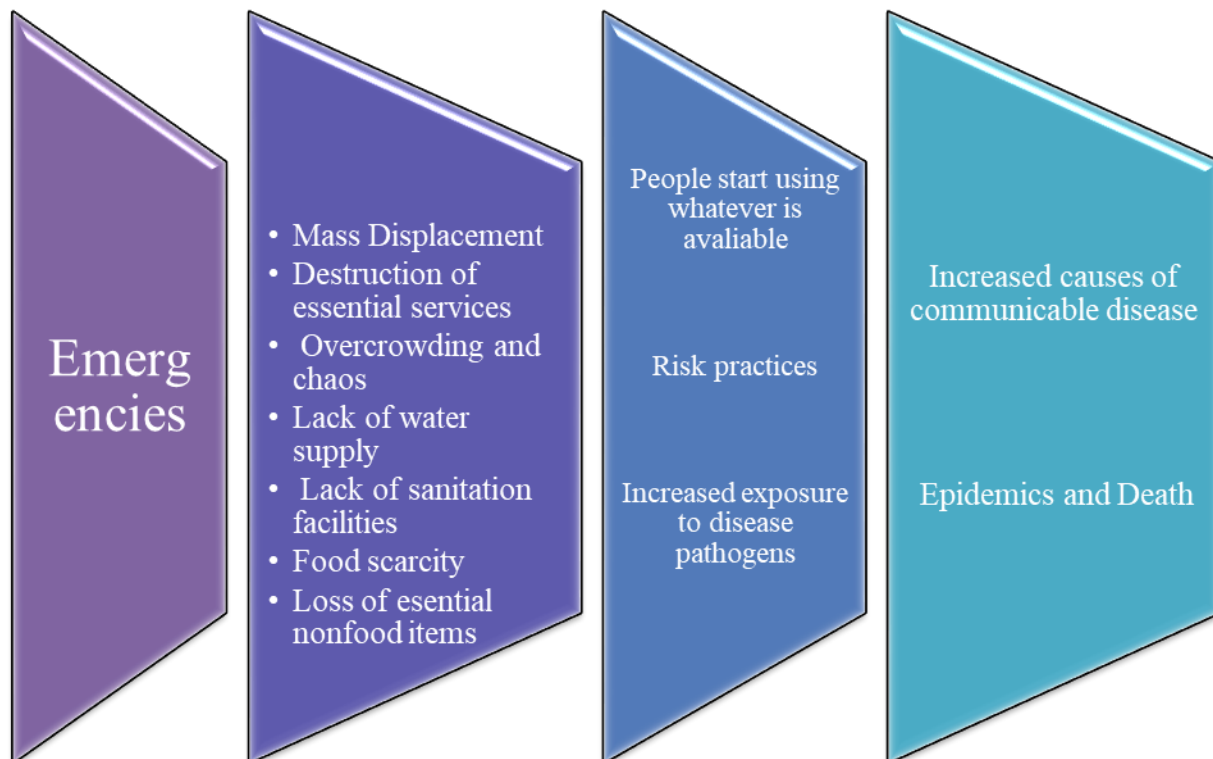 Emerg
encies
• Mass Displacement
• Destruction of
essential services
• Overcrowding and
chaos
• Lack of water
supply
• Lack of sanitation
facilities
• Food scarcity
• Loss of esential
nonfood items
People start using
whatever is
avaliable
Risk practices
Increased exposure
to disease
pathogens
Increased causes of
communicable disease
Epidemics and Death